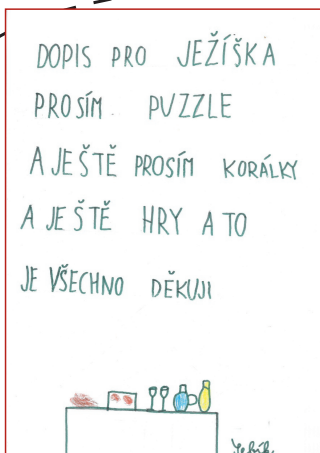 DOPIS PRO JEŽÍŠKA
PROSÍM PUZZLE
A JEŠTĚ PROSÍM KORÁLKY
A JEŠTĚ HRY A TO
JE VŠECHNO DĚKUJI